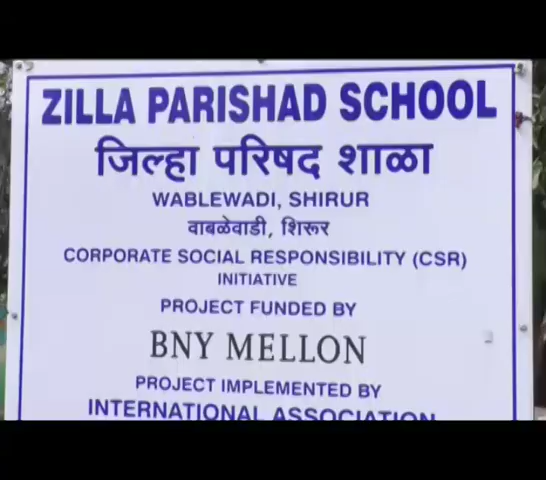 ZILLA PARISHAD SCHOOL
जिल्हा परिषद शाळा
WABLEWADI, SHIRUR
वाबळेवाडी, शिरूर
CORPORATE SOCIAL RESPONSIBILITY (CSR)
INITIATIVE
PROJECT FUNDED BY
BNY MELLON
PROJECT IMPLEMENTED BY
INTERNATIONAL ASSOCIATION